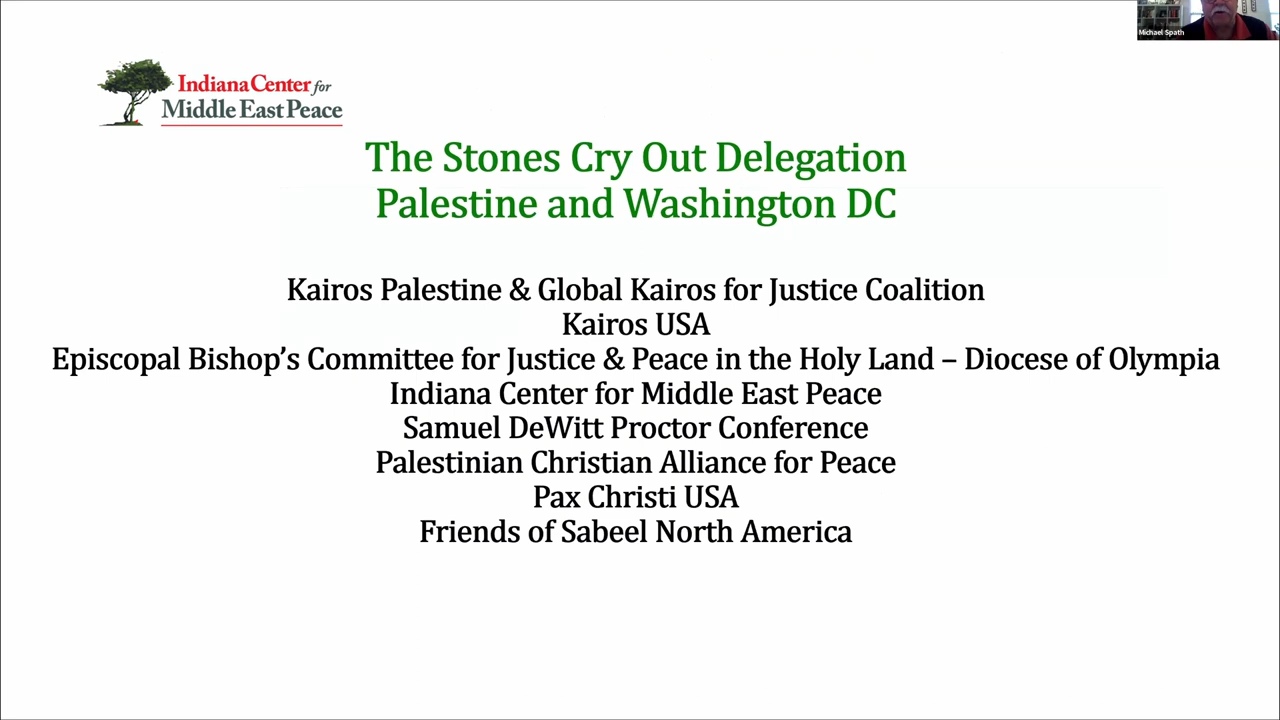 Michael Spath
Indiana Center for
Middle East Peace
The Stones Cry Out Delegation
Palestine and Washington DC
Kairos Palestine & Global Kairos for Justice Coalition
Kairos USA
Episcopal Bishop’s Committee for Justice & Peace in the Holy Land – Diocese of Olympia
Indiana Center for Middle East Peace
Samuel DeWitt Proctor Conference
Palestinian Christian Alliance for Peace
Pax Christi USA
Friends of Sabeel North America